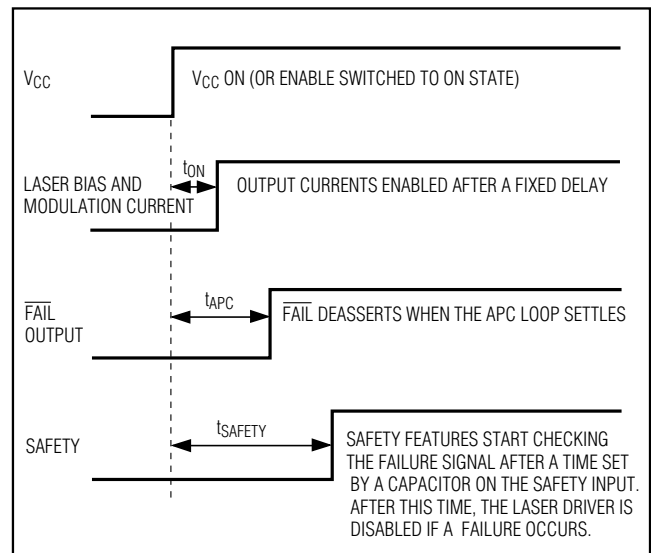 VCC
VCC ON (OR ENABLE SWITCHED TO ON STATE)
tON
LASER BIAS AND
MODULATION CURRENT
OUTPUT CURRENTS ENABLED AFTER A FIXED DELAY
tAPC
FAIL
OUTPUT
FAIL DEASSERTS WHEN THE APC LOOP SETTLES
tSAFETY
SAFETY
SAFETY FEATURES START CHECKING
THE FAILURE SIGNAL AFTER A TIME SET
BY A CAPACITOR ON THE SAFETY INPUT.
AFTER THIS TIME, THE LASER DRIVER IS
DISABLED IF A FAILURE OCCURS.